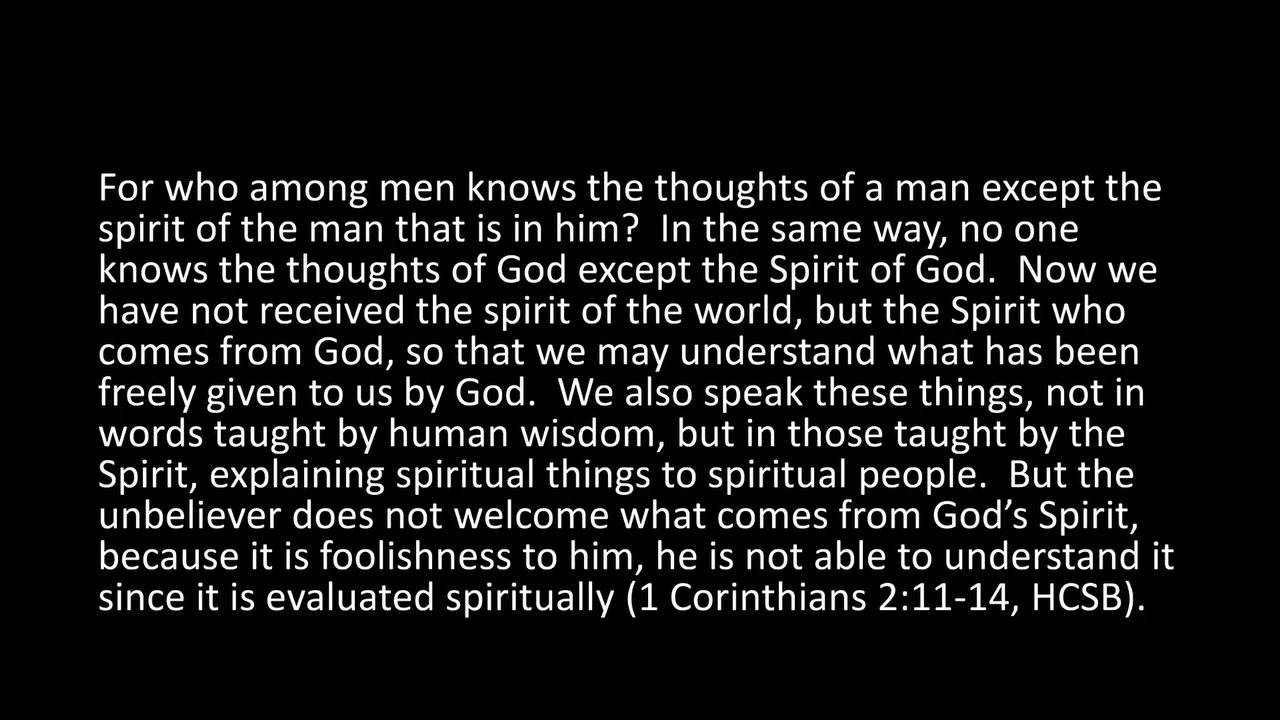 For who among men knows the thoughts of a man except the
spirit of the man that is in him?  In the same way, no one
knows the thoughts of God except the Spirit of God.  Now we
have not received the spirit of the world, but the Spirit who
comes from God, so that we may understand what has been
freely given to us by God.  We also speak these things, not in
words taught by human wisdom, but in those taught by the
Spirit, explaining spiritual things to spiritual people.  But the
unbeliever does not welcome what comes from God’s Spirit,
because it is foolishness to him, he is not able to understand it
since it is evaluated spiritually (1 Corinthians 2:11-14, HCSB).